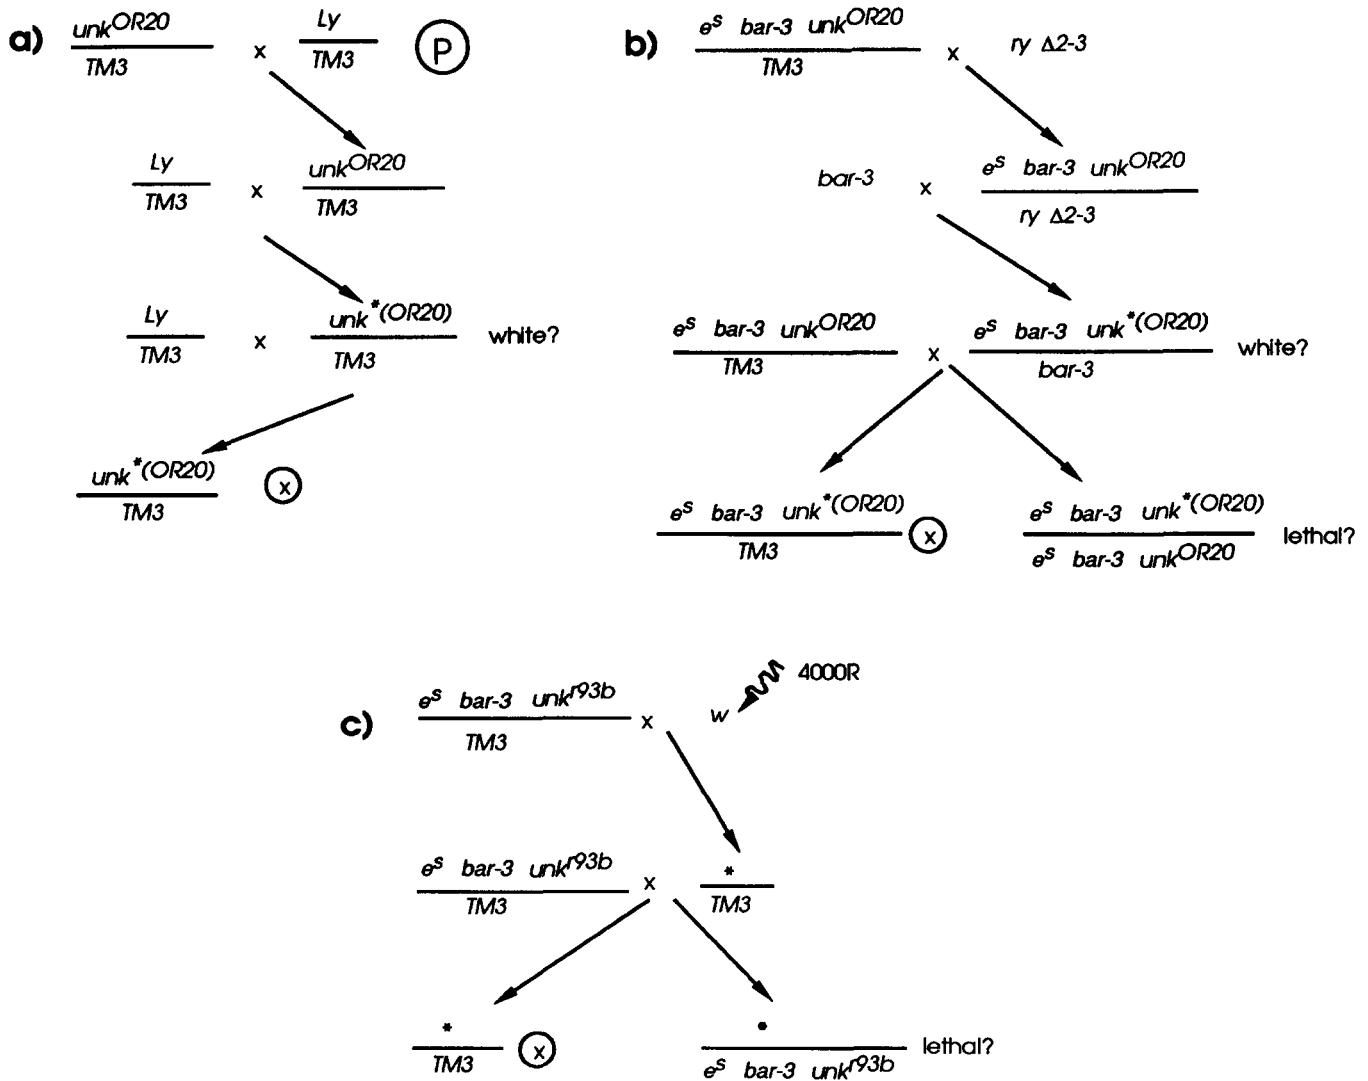 a) unk^OR20 x Ly P
TM3 TM3
Ly x unk^OR20
TM3 TM3
Ly x unk^*(OR20) white?
TM3 TM3
unk^*(OR20) x
TM3
b) e^s bar-3 unk^OR20 x ry Δ2-3
TM3
bar-3 x e^s bar-3 unk^OR20
ry Δ2-3
e^s bar-3 unk^OR20 x e^s bar-3 unk^*(OR20) white?
TM3 bar-3
e^s bar-3 unk^*(OR20) x e^s bar-3 unk^*(OR20) lethal?
TM3 e^s bar-3 unk^OR20
c) e^s bar-3 unk^r93b x w 4000R
TM3
e^s bar-3 unk^r93b x *
TM3 TM3
* x • lethal?
TM3 e^s bar-3 unk^r93b